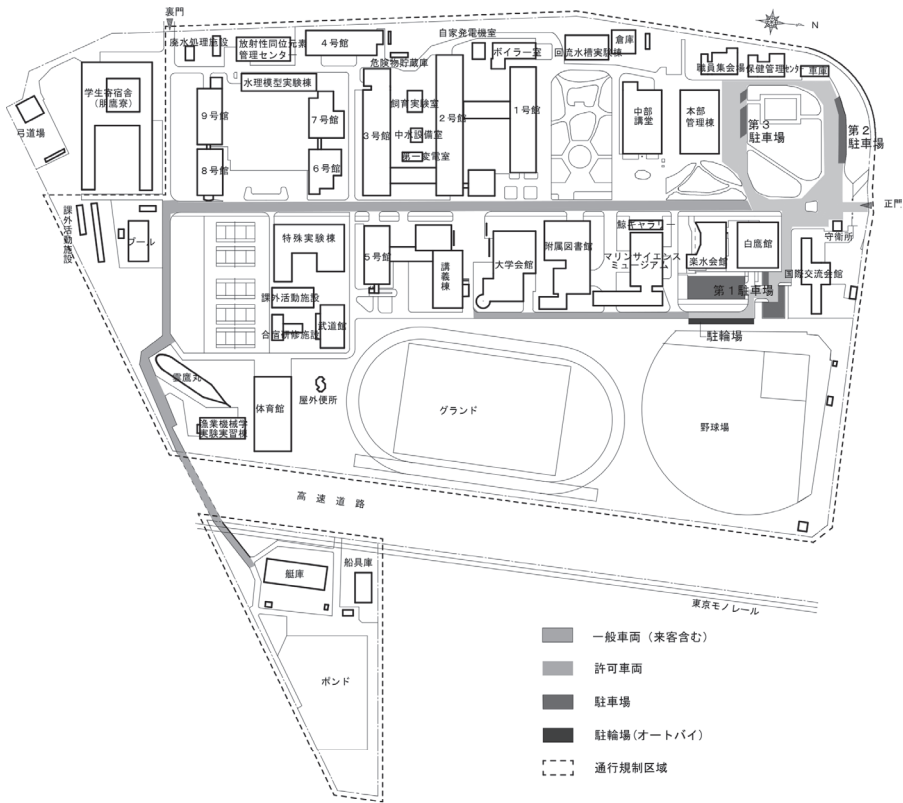 裏門
廃水処理施設
放射性同位元素
管理センター
4号館
自家発電機室
危険物貯蔵庫
ボイラー室
回流水槽実験棟
倉庫
職員集会場
保健管理センター
車庫
N
学生寄宿舎
(朋鷹寮)
弓道場
水理模型実験棟
9号館
7号館
8号館
6号館
3号館
飼育実験室
中水設備室
第一変電室
2号館
1号館
中部
講堂
本部
管理棟
第3
駐車場
第2
駐車場
正門
課外活動施設
プール
特殊実験棟
5号館
講義棟
大学会館
附属図書館
鯨ギャラリー
マリンサイエンス
ミュージアム
楽水会館
白鷹館
守衛所
国際交流会館
第1駐車場
駐輪場
課外活動施設
合宿研修施設
武道館
雲鷹丸
漁業機械学
実験実習棟
体育館
屋外便所
グランド
野球場
高速道路
艇庫
船具庫
東京モノレール
ポンド
一般車両(来客含む)
許可車両
駐車場
駐輪場(オートバイ)
通行規制区域